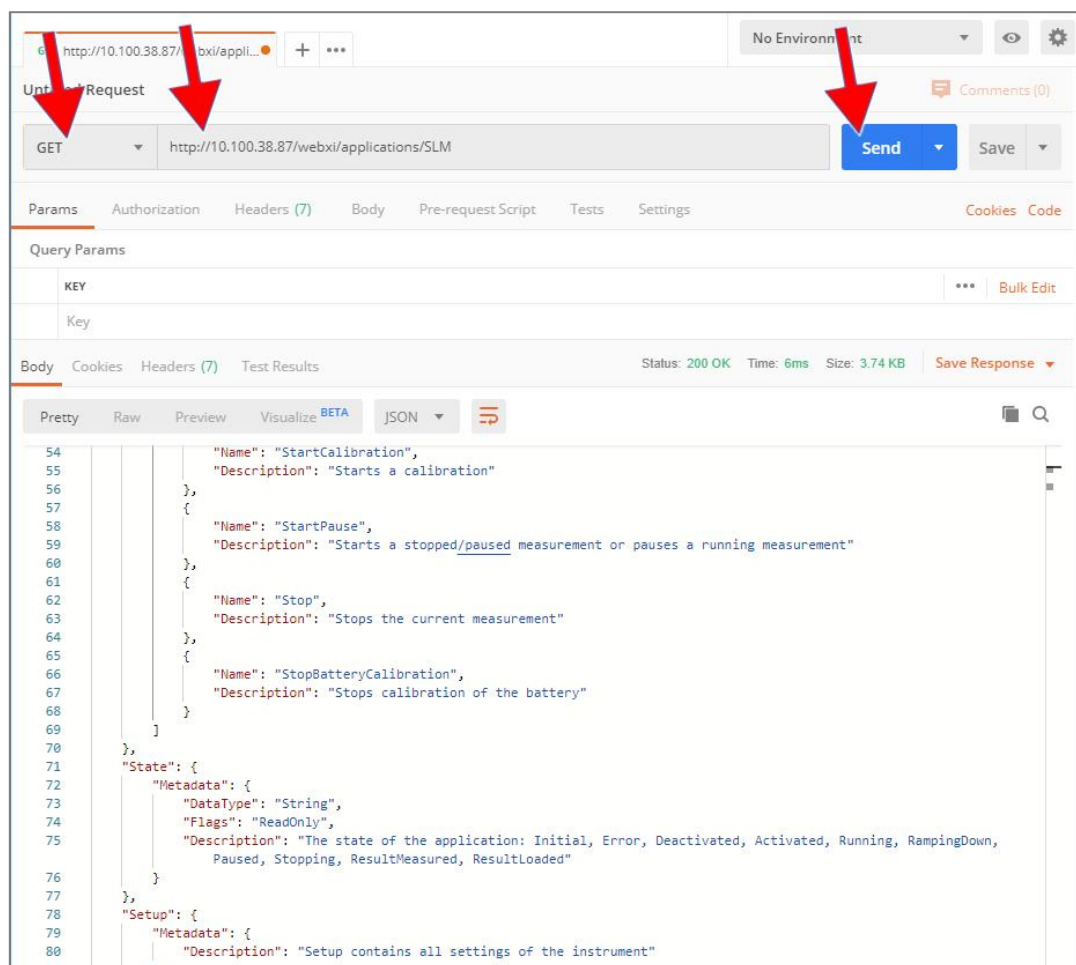 http://10.100.38.87/webxi/appli...
No Environment
Untitled Request
Comments (0)
GET http://10.100.38.87/webxi/applications/SLM Send Save
Params Authorization Headers (7) Body Pre-request Script Tests Settings Cookies Code
Query Params
KEY ••• Bulk Edit
Key
Body Cookies Headers (7) Test Results Status: 200 OK Time: 6ms Size: 3.74 KB Save Response
Pretty Raw Preview Visualize BETA JSON
54 "Name": "StartCalibration",
55 "Description": "Starts a calibration"
56 },
57 {
58 "Name": "StartPause",
59 "Description": "Starts a stopped/paused measurement or pauses a running measurement"
60 },
61 {
62 "Name": "Stop",
63 "Description": "Stops the current measurement"
64 },
65 {
66 "Name": "StopBatteryCalibration",
67 "Description": "Stops calibration of the battery"
68 }
69 ]
70 },
71 "State": {
72 "Metadata": {
73 "DataType": "String",
74 "Flags": "ReadOnly",
75 "Description": "The state of the application: Initial, Error, Deactivated, Activated, Running, RampingDown,
Paused, Stopping, ResultMeasured, ResultLoaded"
76 }
77 },
78 "Setup": {
79 "Metadata": {
80 "Description": "Setup contains all settings of the instrument"